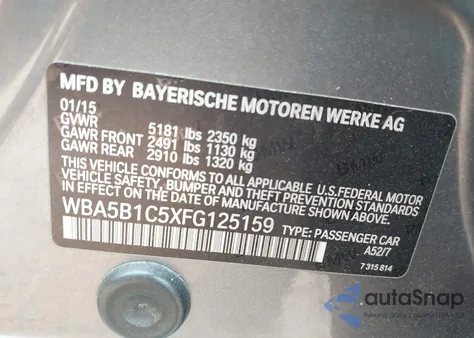 MFD BY BAYERISCHE MOTOREN WERKE AG
01/15
GVWR 5181 lbs 2350 kg
GAWR FRONT 2491 lbs 1130 kg
GAWR REAR 2910 lbs 1320 kg
THIS VEHICLE CONFORMS TO ALL APPLICABLE U.S.FEDERAL MOTOR
VEHICLE SAFETY, BUMPER, AND THEFT PREVENTION
STANDARDS IN EFFECT ON THE DATE OF
MANUFACTURE SHOWN ABOVE.
WBA5B1C5XFG125159 TYPE: PASSENGER CAR
A52/7
7 315 814
.autoSnap